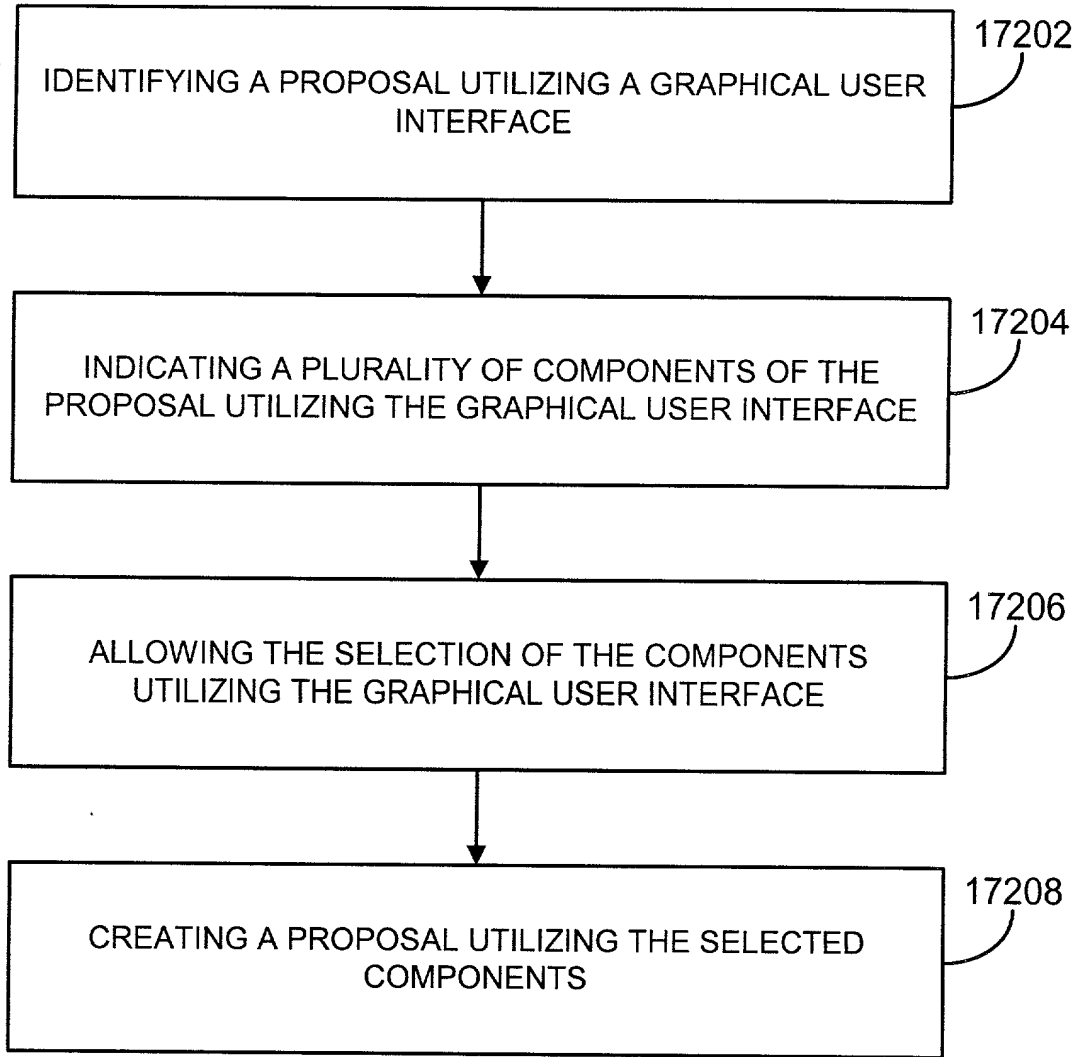 17202
IDENTIFYING A PROPOSAL UTILIZING A GRAPHICAL USER
INTERFACE
17204
INDICATING A PLURALITY OF COMPONENTS OF THE
PROPOSAL UTILIZING THE GRAPHICAL USER INTERFACE
17206
ALLOWING THE SELECTION OF THE COMPONENTS
UTILIZING THE GRAPHICAL USER INTERFACE
17208
CREATING A PROPOSAL UTILIZING THE SELECTED
COMPONENTS